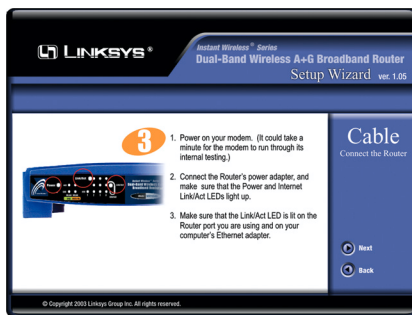 LINKSYS®
Instant Wireless® Series
Dual-Band Wireless A+G Broadband Router
Setup Wizard ver. 1.05
3
1. Power on your modem. (It could take a
minute for the modem to run through its
internal testing.)
2. Connect the Router's power adapter, and
make sure that the Power and Internet
Link/Act LEDs light up.
3. Make sure that the Link/Act LED is lit on the
Router port you are using and on your
computer's Ethernet adapter.
Cable
Connect the Router
Next
Back
© Copyright 2003 Linksys Group Inc. All rights reserved.